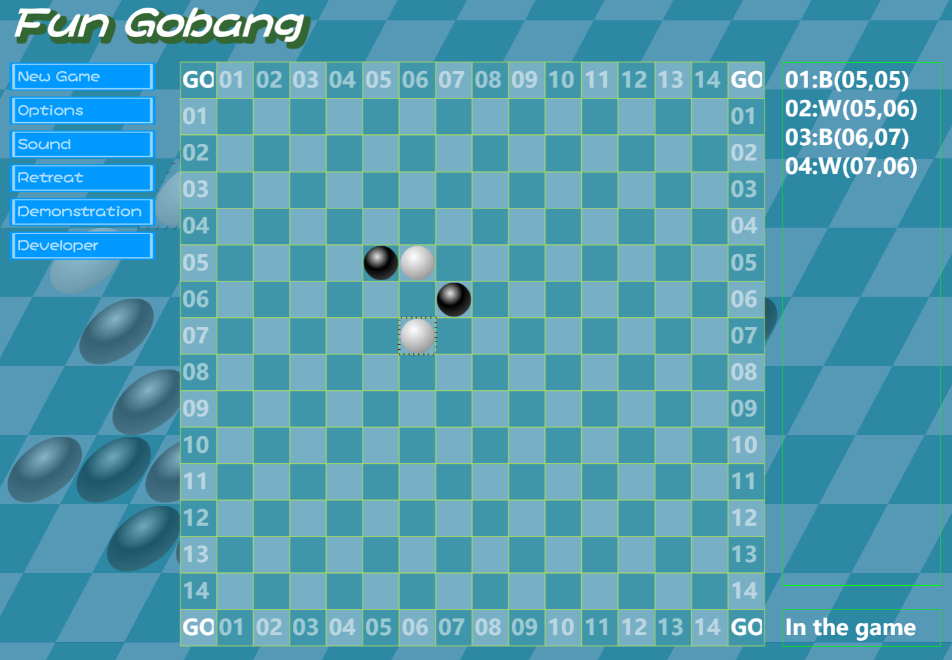 Fun Gobang
New Game
Options
Sound
Retreat
Demonstration
Developer
GO 01 02 03 04 05 06 07 08 09 10 11 12 13 14 GO
01 01
02 02
03 03
04 04
05 05
06 06
07 07
08 08
09 09
10 10
11 11
12 12
13 13
14 14
GO 01 02 03 04 05 06 07 08 09 10 11 12 13 14 GO
01:B(05,05)
02:W(05,06)
03:B(06,07)
04:W(07,06)
In the game